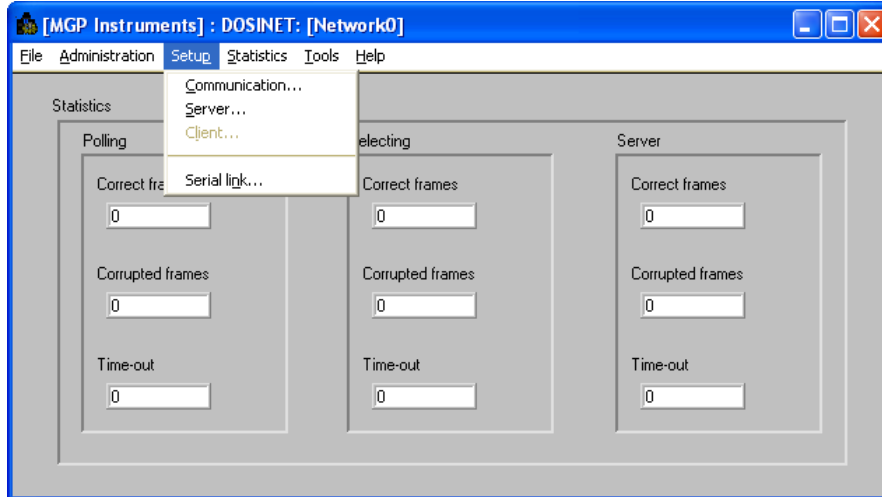 [MGP Instruments] : DOSINET: [Network0]
File Administration Setup Statistics Tools Help
Communication...
Server...
Client...
Serial link...
Statistics
Polling electing Server
Correct fra Correct frames Correct frames
0 0 0
Corrupted frames Corrupted frames Corrupted frames
0 0 0
Time-out Time-out Time-out
0 0 0